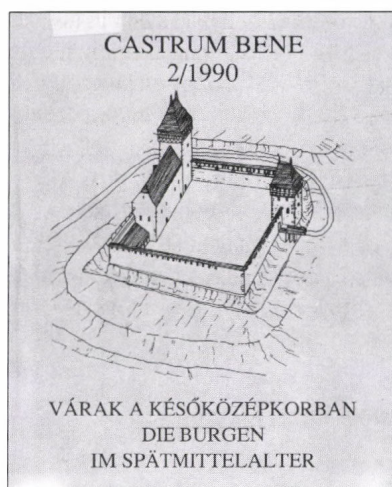 CASTRUM BENE
2/1990
VÁRAK A KÉSŐKÖZÉPKORBAN
DIE BURGEN
IM SPÄTMITTELALTER